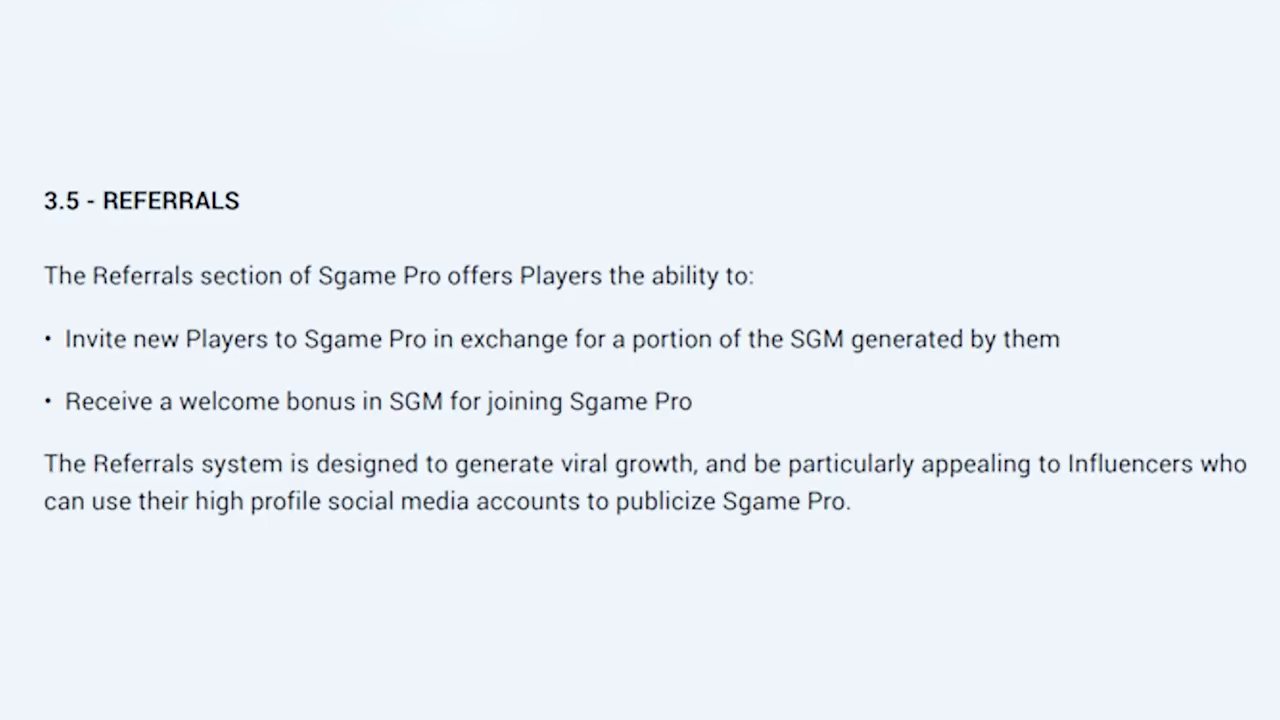 3.5 - REFERRALS
The Referrals section of Sgame Pro offers Players the ability to:
• Invite new Players to Sgame Pro in exchange for a portion of the SGM generated by them
• Receive a welcome bonus in SGM for joining Sgame Pro
The Referrals system is designed to generate viral growth, and be particularly appealing to Influencers who
can use their high profile social media accounts to publicize Sgame Pro.